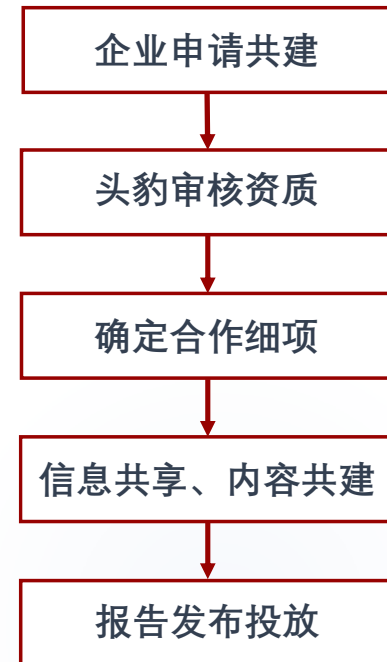 企业申请共建
头豹审核资质
确定合作细项
信息共享、内容共建
报告发布投放